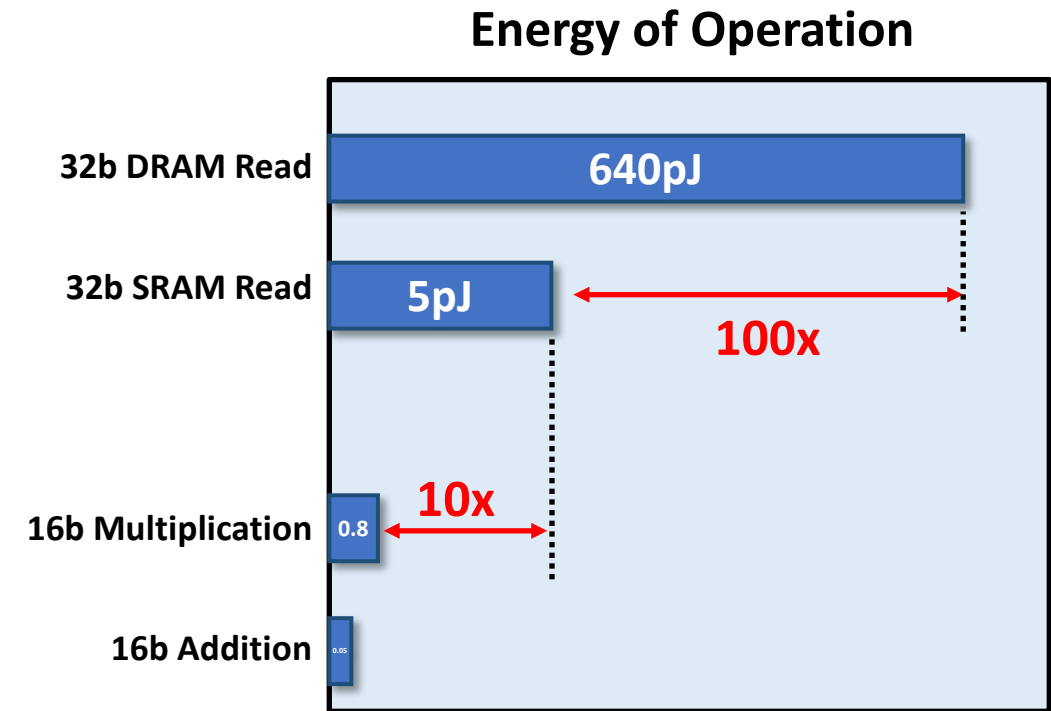 Energy of Operation
32b DRAM Read
640pJ
32b SRAM Read
5pJ
100x
16b Multiplication
0.8
10x
16b Addition
0.05